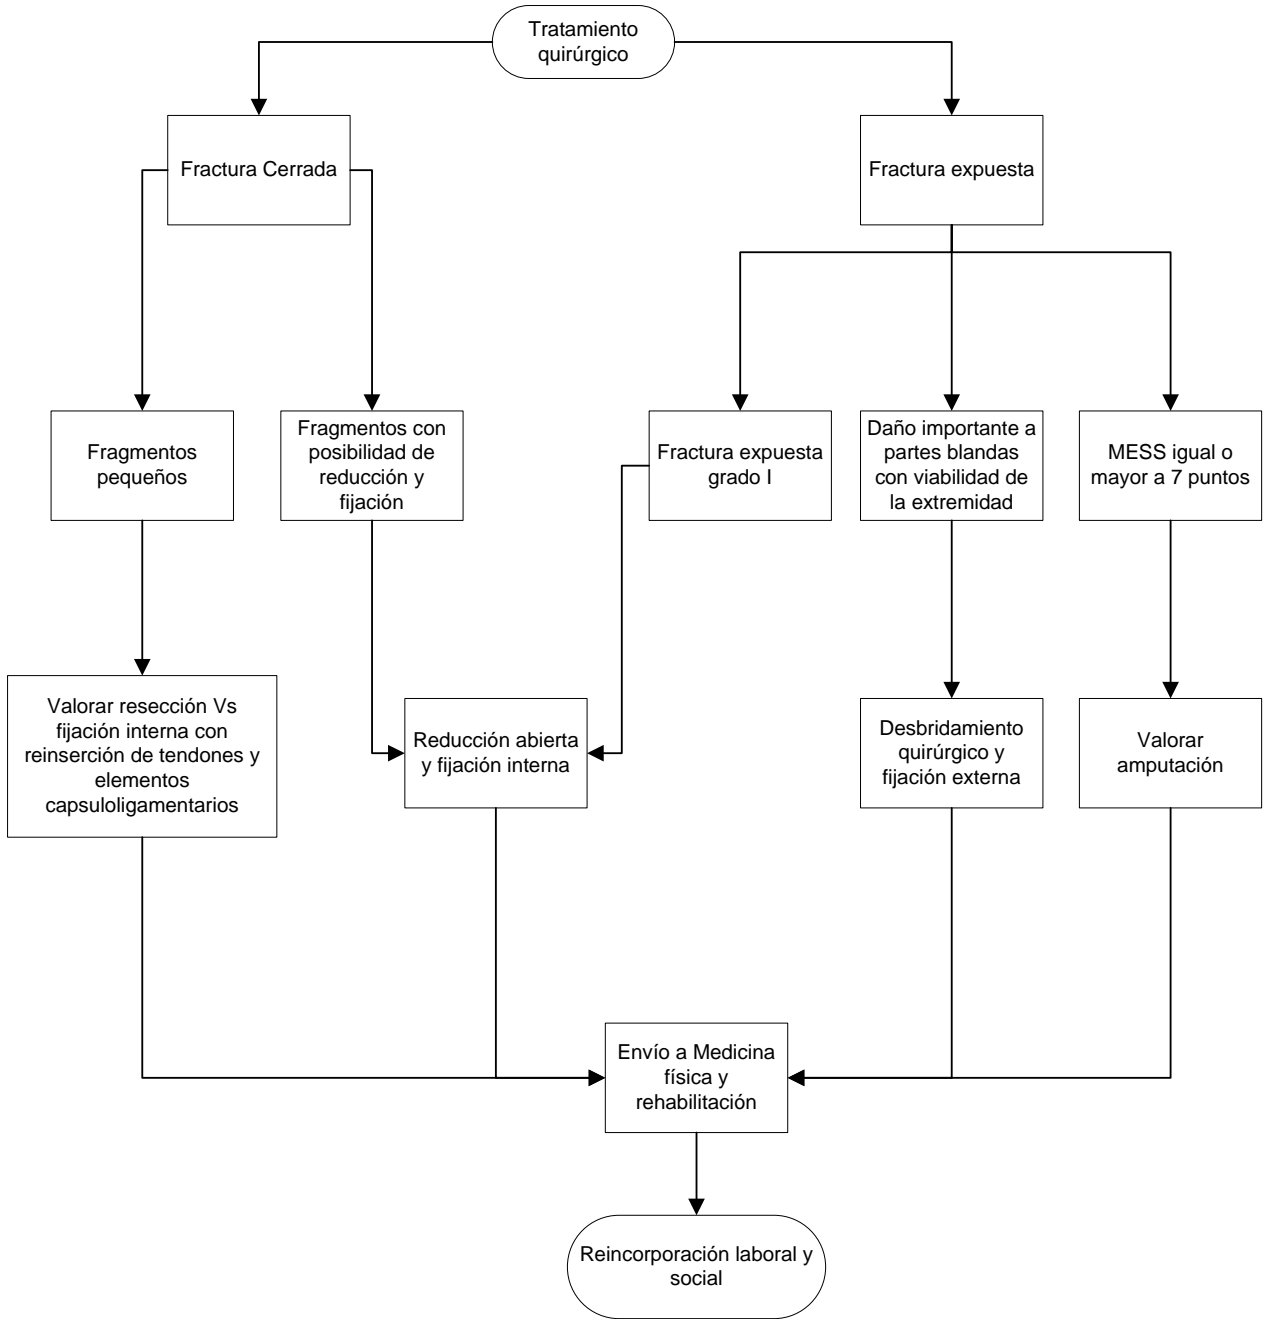 Tratamiento
quirúrgico
Fractura Cerrada
Fractura expuesta
Fragmentos
pequeños
Fragmentos con
posibilidad de
reducción y
fijación
Fractura expuesta
grado I
Daño importante a
partes blandas
con viabilidad de
la extremidad
MESS igual o
mayor a 7 puntos
Valorar resección Vs
fijación interna con
reinserción de tendones y
elementos
capsuloligamentarios
Reducción abierta
y fijación interna
Desbridamiento
quirúrgico y
fijación externa
Valorar
amputación
Envío a Medicina
física y
rehabilitación
Reincorporación laboral y
social